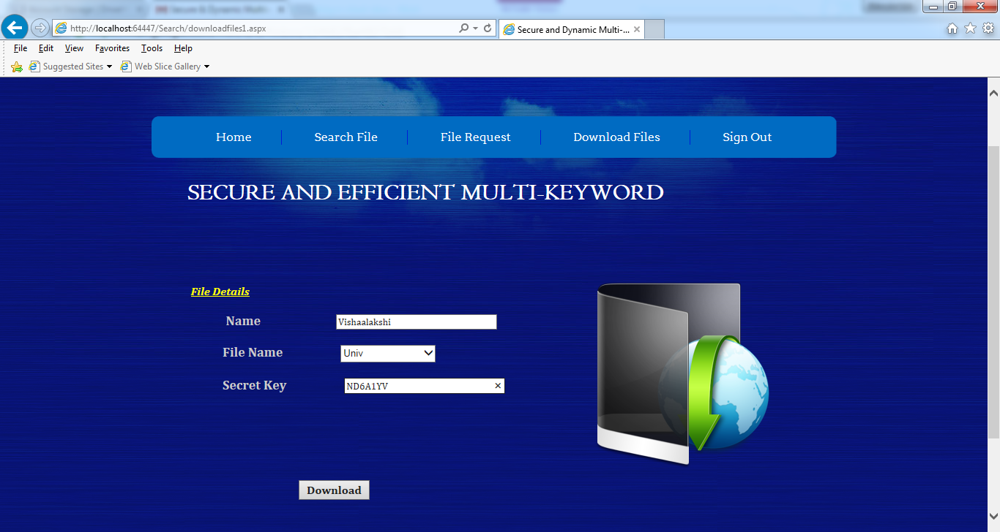 http://localhost:64447/Search/downloadfiles1.aspx
Secure and Dynamic Multi-...
File Edit View Favorites Tools Help
Suggested Sites Web Slice Gallery
Home Search File File Request Download Files Sign Out
SECURE AND EFFICIENT MULTI-KEYWORD
File Details
Name Vishaalakshi
File Name Univ
Secret Key ND6A1YV
Download